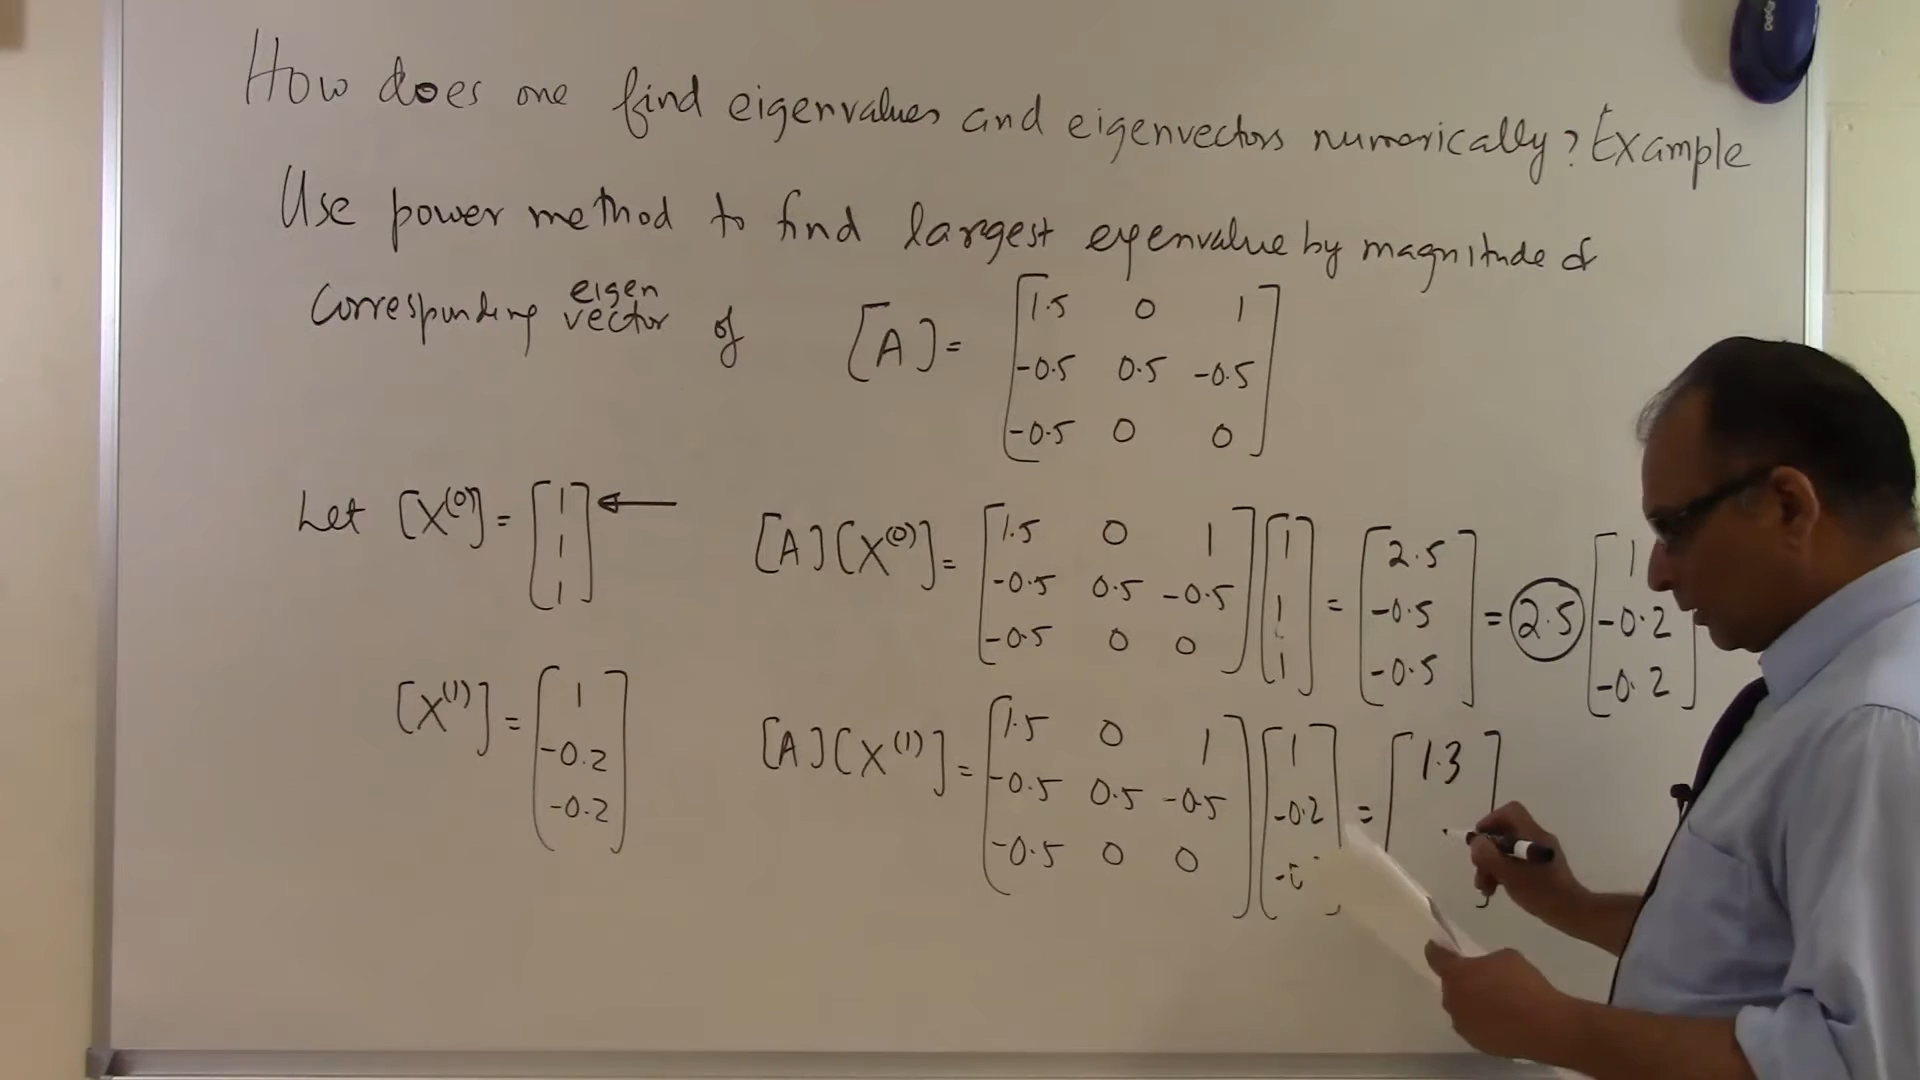 How does one find eigenvalues and eigenvectors numerically? Example
Use power method to find largest eigenvalue by magnitude &
corresponding eigen vector of [A] = [1.5 0 1
-0.5 0.5 -0.5
-0.5 0 0]
Let [X^(0)] = [1
1
1] ←
[A][X^(0)] = [1.5 0 1
-0.5 0.5 -0.5
-0.5 0 0] [1
1
1] = [2.5
-0.5
-0.5] = 2.5 [1
-0.2
-0.2]
[X^(1)] = [1
-0.2
-0.2]
[A][X^(1)] = [1.5 0 1
-0.5 0.5 -0.5
-0.5 0 0] [1
-0.2
] = [1.3
]
EXPO